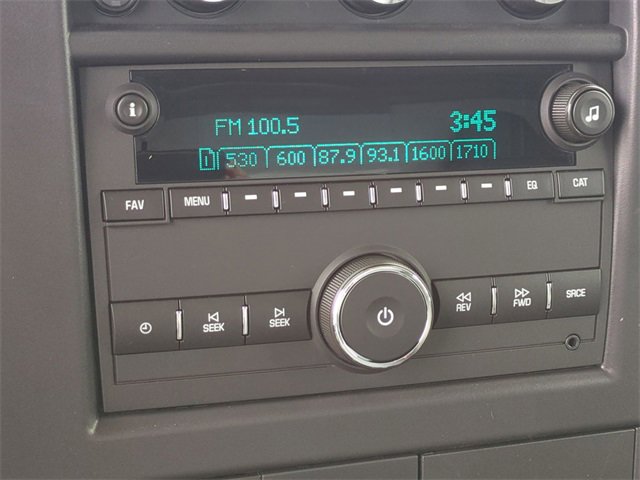 i
FM 100.5 3:45
1 530 600 87.9 93.1 1600 1710
FAV MENU EQ CAT
SEEK SEEK REV FWD SRCE